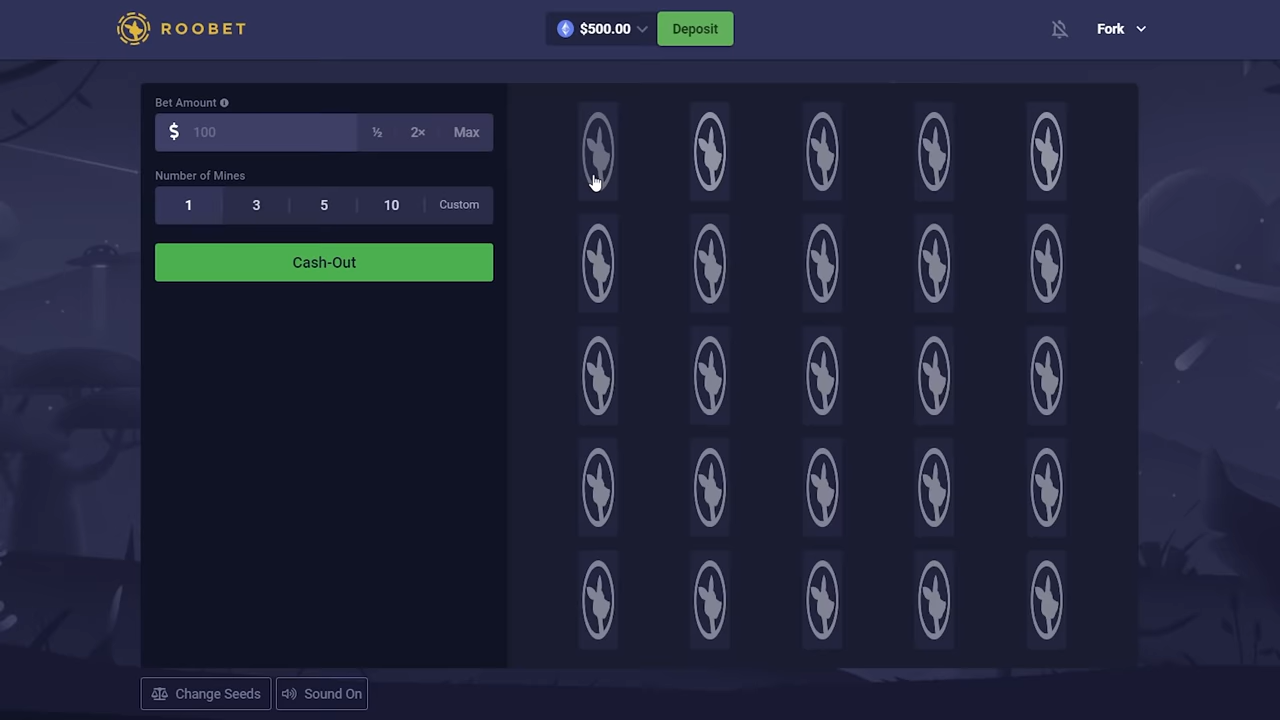 ROOBET
$500.00
Deposit
Fork
Bet Amount
$ 100 ½ 2× Max
Number of Mines
1 3 5 10 Custom
Cash-Out
Change Seeds
Sound On